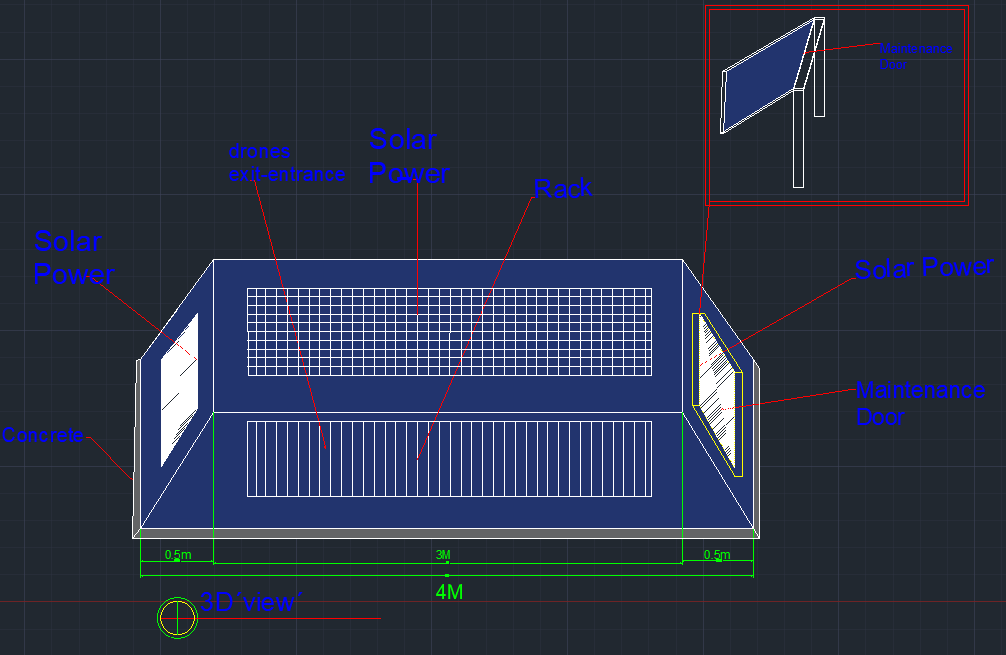 Maintenance
Door
Solar
Power
drones
exit-entrance
Rack
Solar
Power
Solar Power
Maintenance
Door
Concrete
0.5m
3M
0.5m
4M
3D´view´